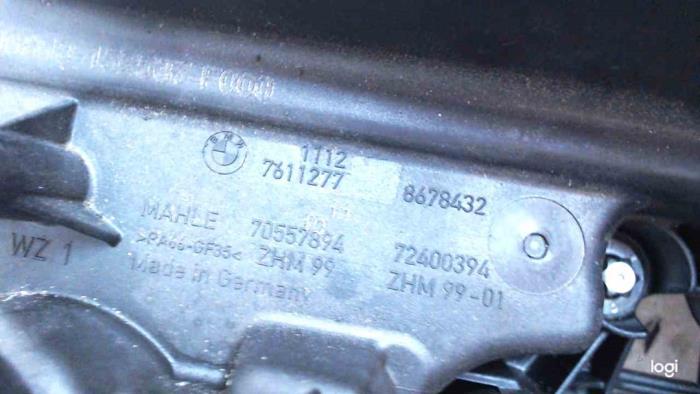 BMW
1112
7611277 8678432
MAHLE 70557894 72400394
>PA66-GF35< ZHM 99 ZHM 99-01
Made in Germany
WZ 1
logi